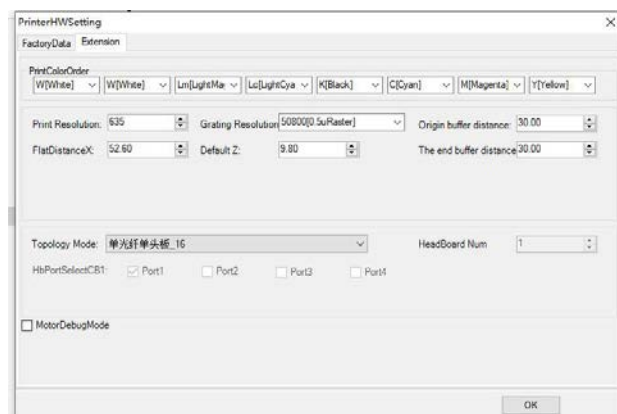 PrinterHWSetting
FactoryData Extension
PrintColorOrder
W[White] W[White] Lm[LightMa Lc[LightCya K[Black] C[Cyan] M[Magenta] Y[Yellow]
Print Resolution: 635 Grating Resolution 50800[0.5uRaster] Origin buffer distance: 30.00
FlatDistanceX: 52.60 Default Z: 9.80 The end buffer distance 30.00
Topology Mode: 单光纤单头板_16 HeadBoard Num 1
HbPortSelectCB1: Port1 Port2 Port3 Port4
MotorDebugMode
OK